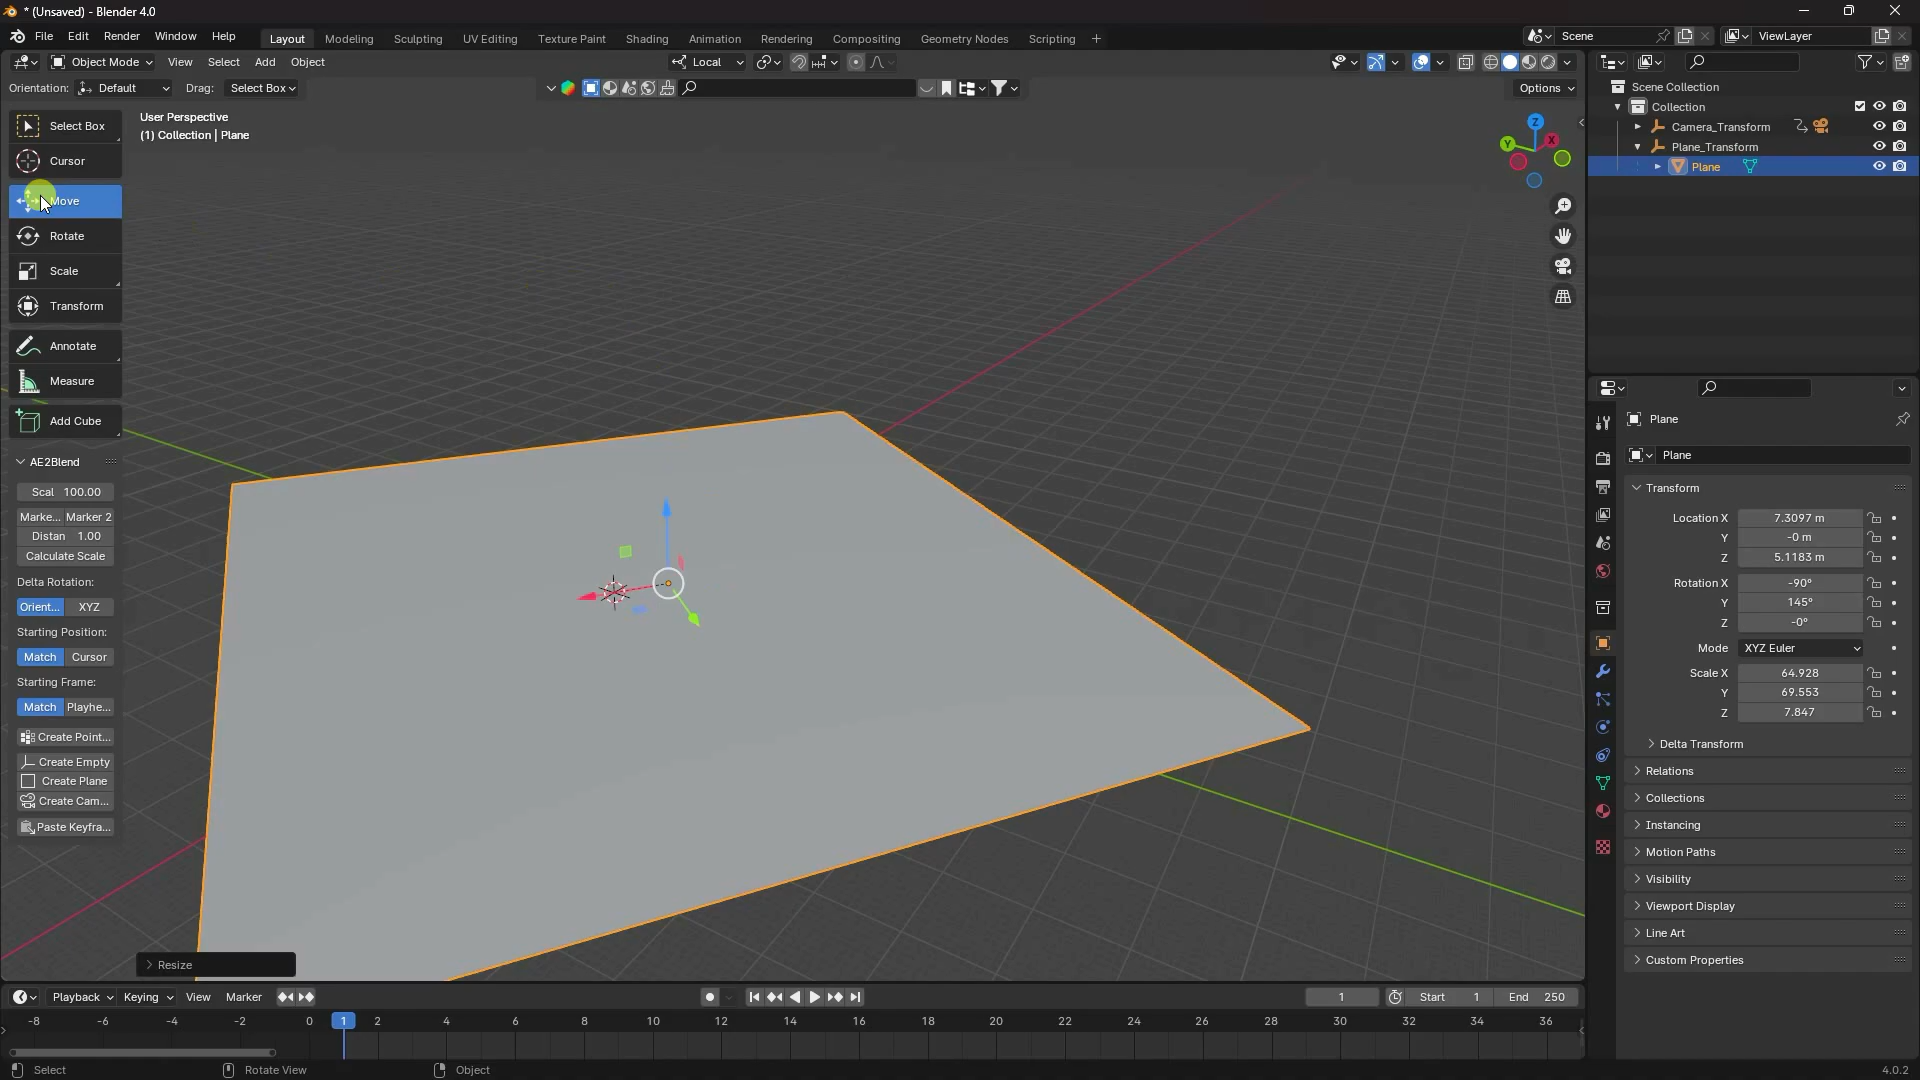 * (Unsaved) - Blender 4.0
File Edit Render Window Help
Layout Modeling Sculpting UV Editing Texture Paint Shading Animation Rendering Compositing Geometry Nodes Scripting +
Scene ViewLayer
Object Mode View Select Add Object Local
Orientation: Default Drag: Select Box Options
User Perspective
(1) Collection | Plane
Select Box
Cursor
Move
Rotate
Scale
Transform
Annotate
Measure
Add Cube
AE2Blend
Scal 100.00
Marke... Marker 2
Distan 1.00
Calculate Scale
Delta Rotation:
Orient... XYZ
Starting Position:
Match Cursor
Starting Frame:
Match Playhe...
Create Point...
Create Empty
Create Plane
Create Cam...
Paste Keyfra...
Resize
Z
Y
X
Scene Collection
Collection
Camera_Transform
Plane_Transform
Plane
Plane
Plane
Transform
Location X 7.3097 m
Y -0 m
Z 5.1183 m
Rotation X -90°
Y 145°
Z -0°
Mode XYZ Euler
Scale X 64.928
Y 69.553
Z 7.847
Delta Transform
Relations
Collections
Instancing
Motion Paths
Visibility
Viewport Display
Line Art
Custom Properties
Playback Keying View Marker 1 Start 1 End 250
-8 -6 -4 -2 0 1 2 4 6 8 10 12 14 16 18 20 22 24 26 28 30 32 34 36
Select Rotate View Object 4.0.2